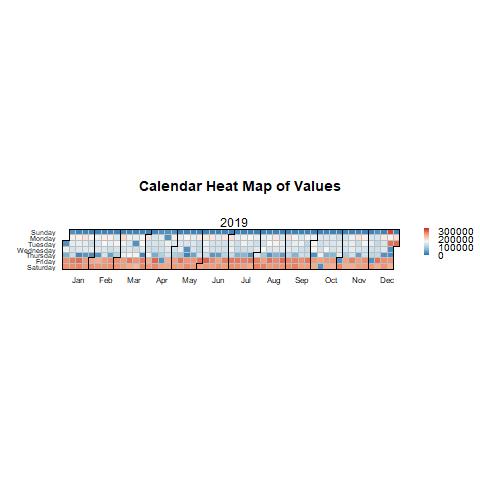 Calendar Heat Map of Values
2019
Sunday
Monday
Tuesday
Wednesday
Thursday
Friday
Saturday
Jan Feb Mar Apr May Jun Jul Aug Sep Oct Nov Dec
300000
200000
100000
0